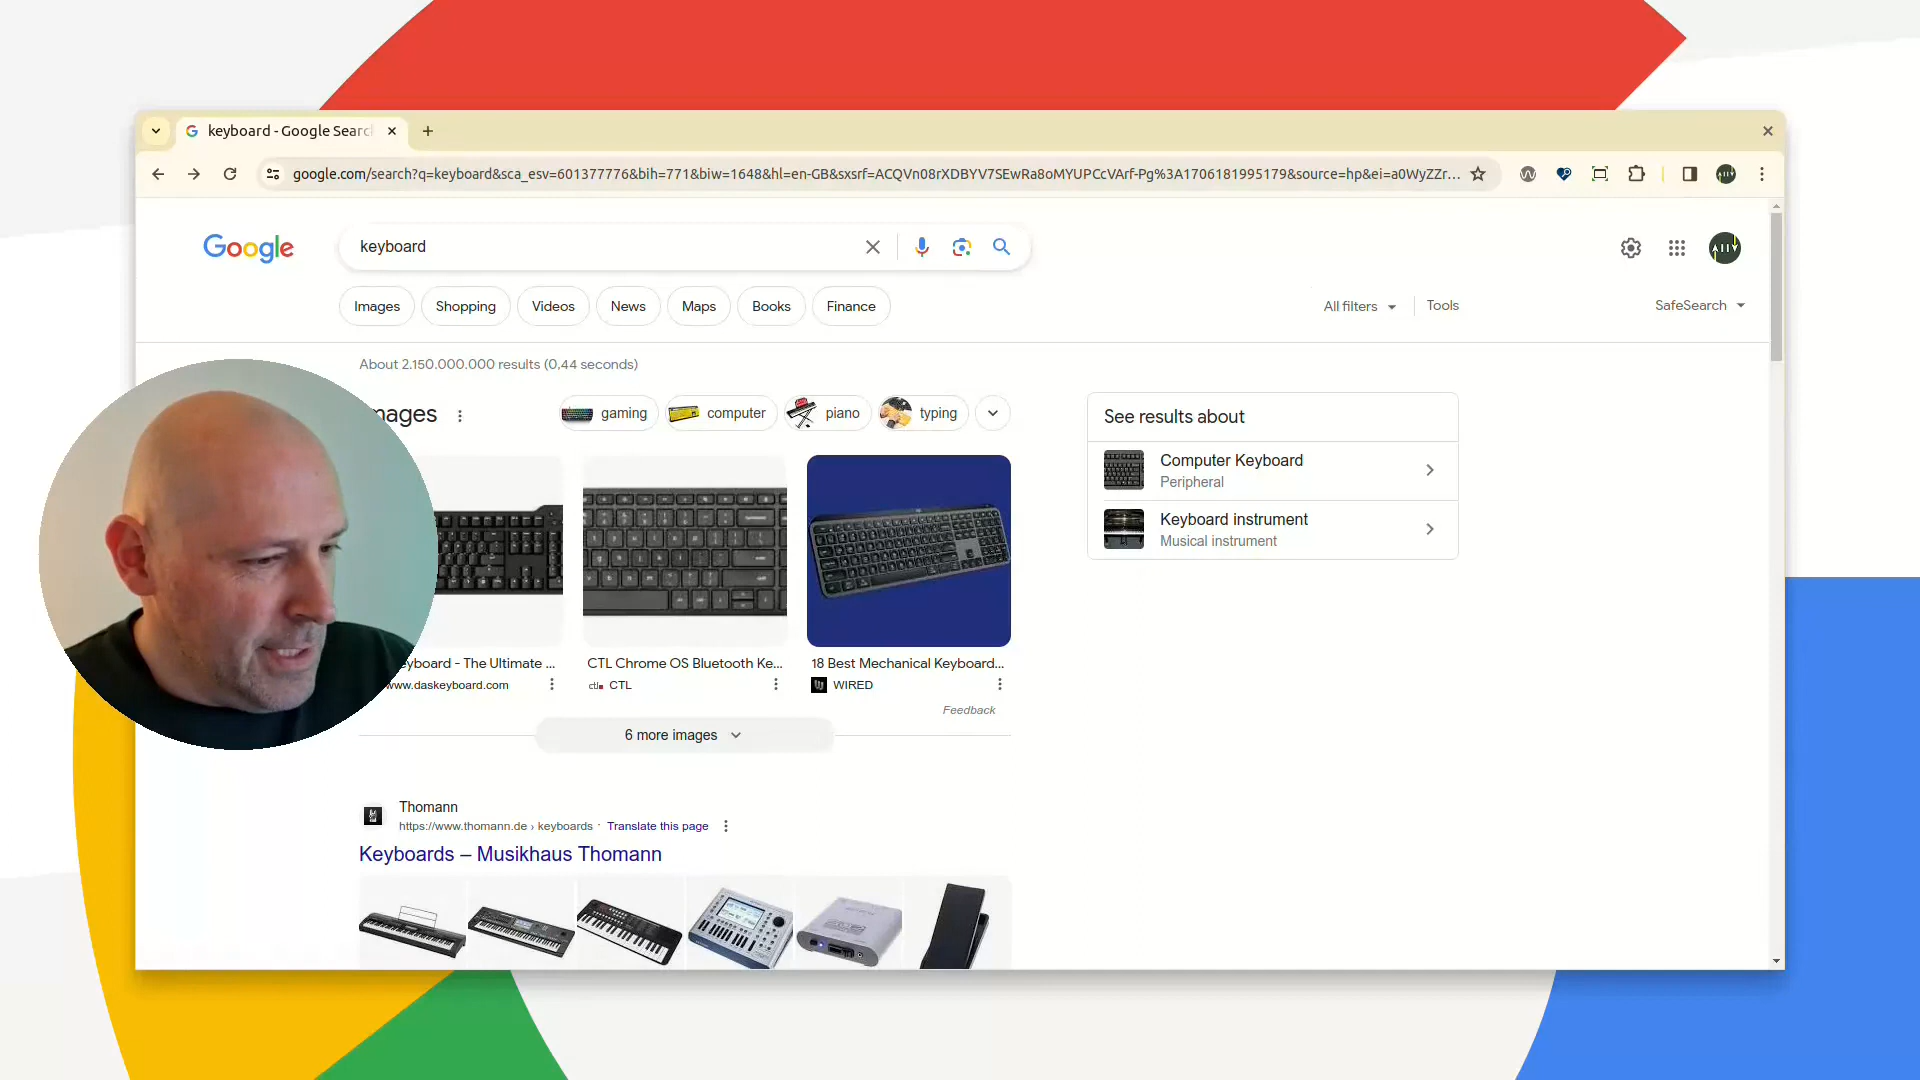 keyboard - Google Searc
google.com/search?q=keyboard&sca_esv=601377776&bih=771&biw=1648&hl=en-GB&sxsrf=ACQVn08rXDBYV7SEwRa8oMYUPCcVArf-Pg%3A1706181995179&source=hp&ei=a0WyZZr...
Google
keyboard
Images
Shopping
Videos
News
Maps
Books
Finance
All filters
Tools
SafeSearch
About 2.150.000.000 results (0,44 seconds)
mages
gaming
computer
piano
typing
See results about
Computer Keyboard
Peripheral
Keyboard instrument
Musical instrument
eyboard - The Ultimate ...
www.daskeyboard.com
CTL Chrome OS Bluetooth Ke...
ctl
CTL
18 Best Mechanical Keyboard...
WIRED
Feedback
6 more images
Thomann
https://www.thomann.de › keyboards · Translate this page
Keyboards – Musikhaus Thomann